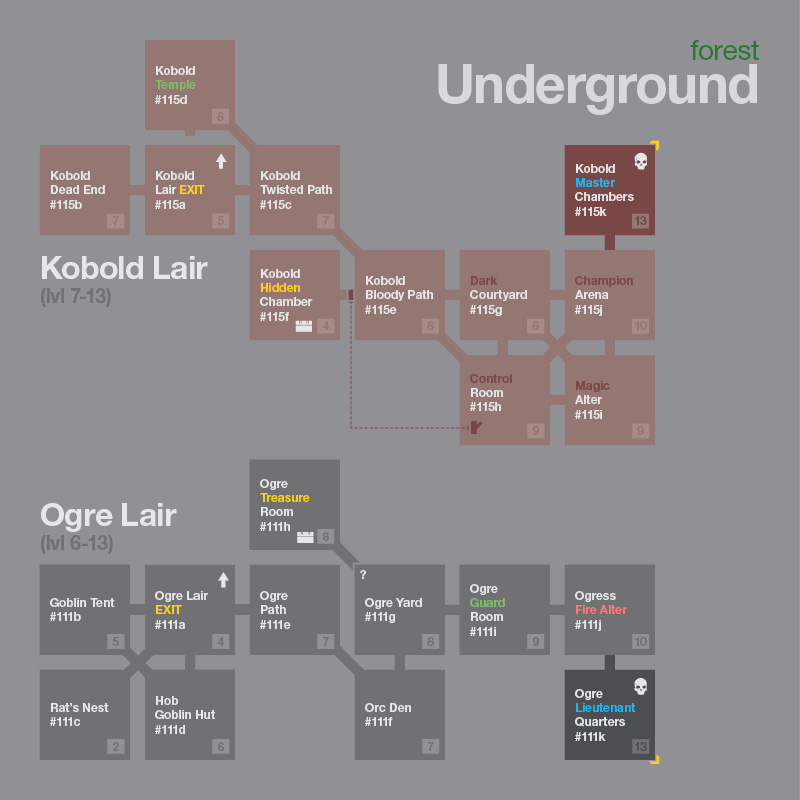 forest
Underground
Kobold
Temple
#115d
8
Kobold
Dead End
#115b
7
Kobold
Lair EXIT
#115a
5
Kobold
Twisted Path
#115c
7
Kobold
Master
Chambers
#115k
13
Kobold Lair
(lvl 7-13)
Kobold
Hidden
Chamber
#115f
4
Kobold
Bloody Path
#115e
8
Dark
Courtyard
#115g
8
Champion
Arena
#115j
10
Control
Room
#115h
9
Magic
Alter
#115i
9
Ogre Lair
(lvl 6-13)
Ogre
Treasure
Room
#111h
8
Goblin Tent
#111b
5
Ogre Lair
EXIT
#111a
4
Ogre
Path
#111e
7
?
Ogre Yard
#111g
8
Ogre
Guard
Room
#111i
9
Ogress
Fire Alter
#111j
10
Rat's Nest
#111c
2
Hob
Goblin Hut
#111d
6
Orc Den
#111f
7
Ogre
Lieutenant
Quarters
#111k
13